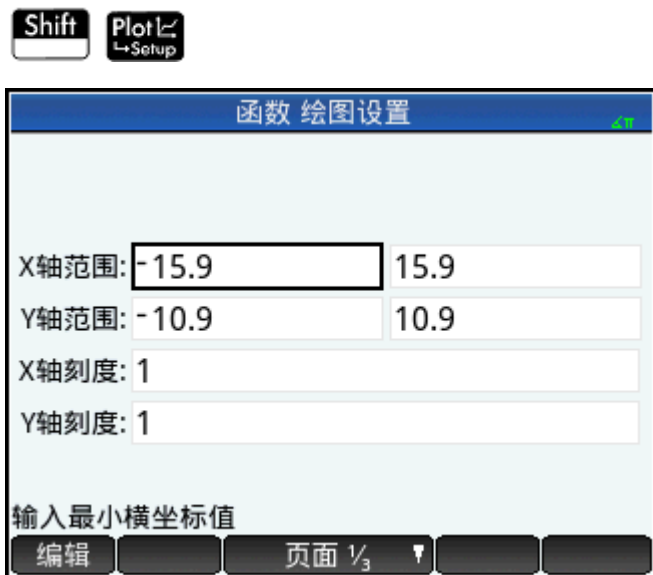 Shift Plot
↳Setup
函数 绘图设置
∡π
X轴范围: -15.9 15.9
Y轴范围: -10.9 10.9
X轴刻度: 1
Y轴刻度: 1
输入最小横坐标值
编辑 页面 ⅓ ▼